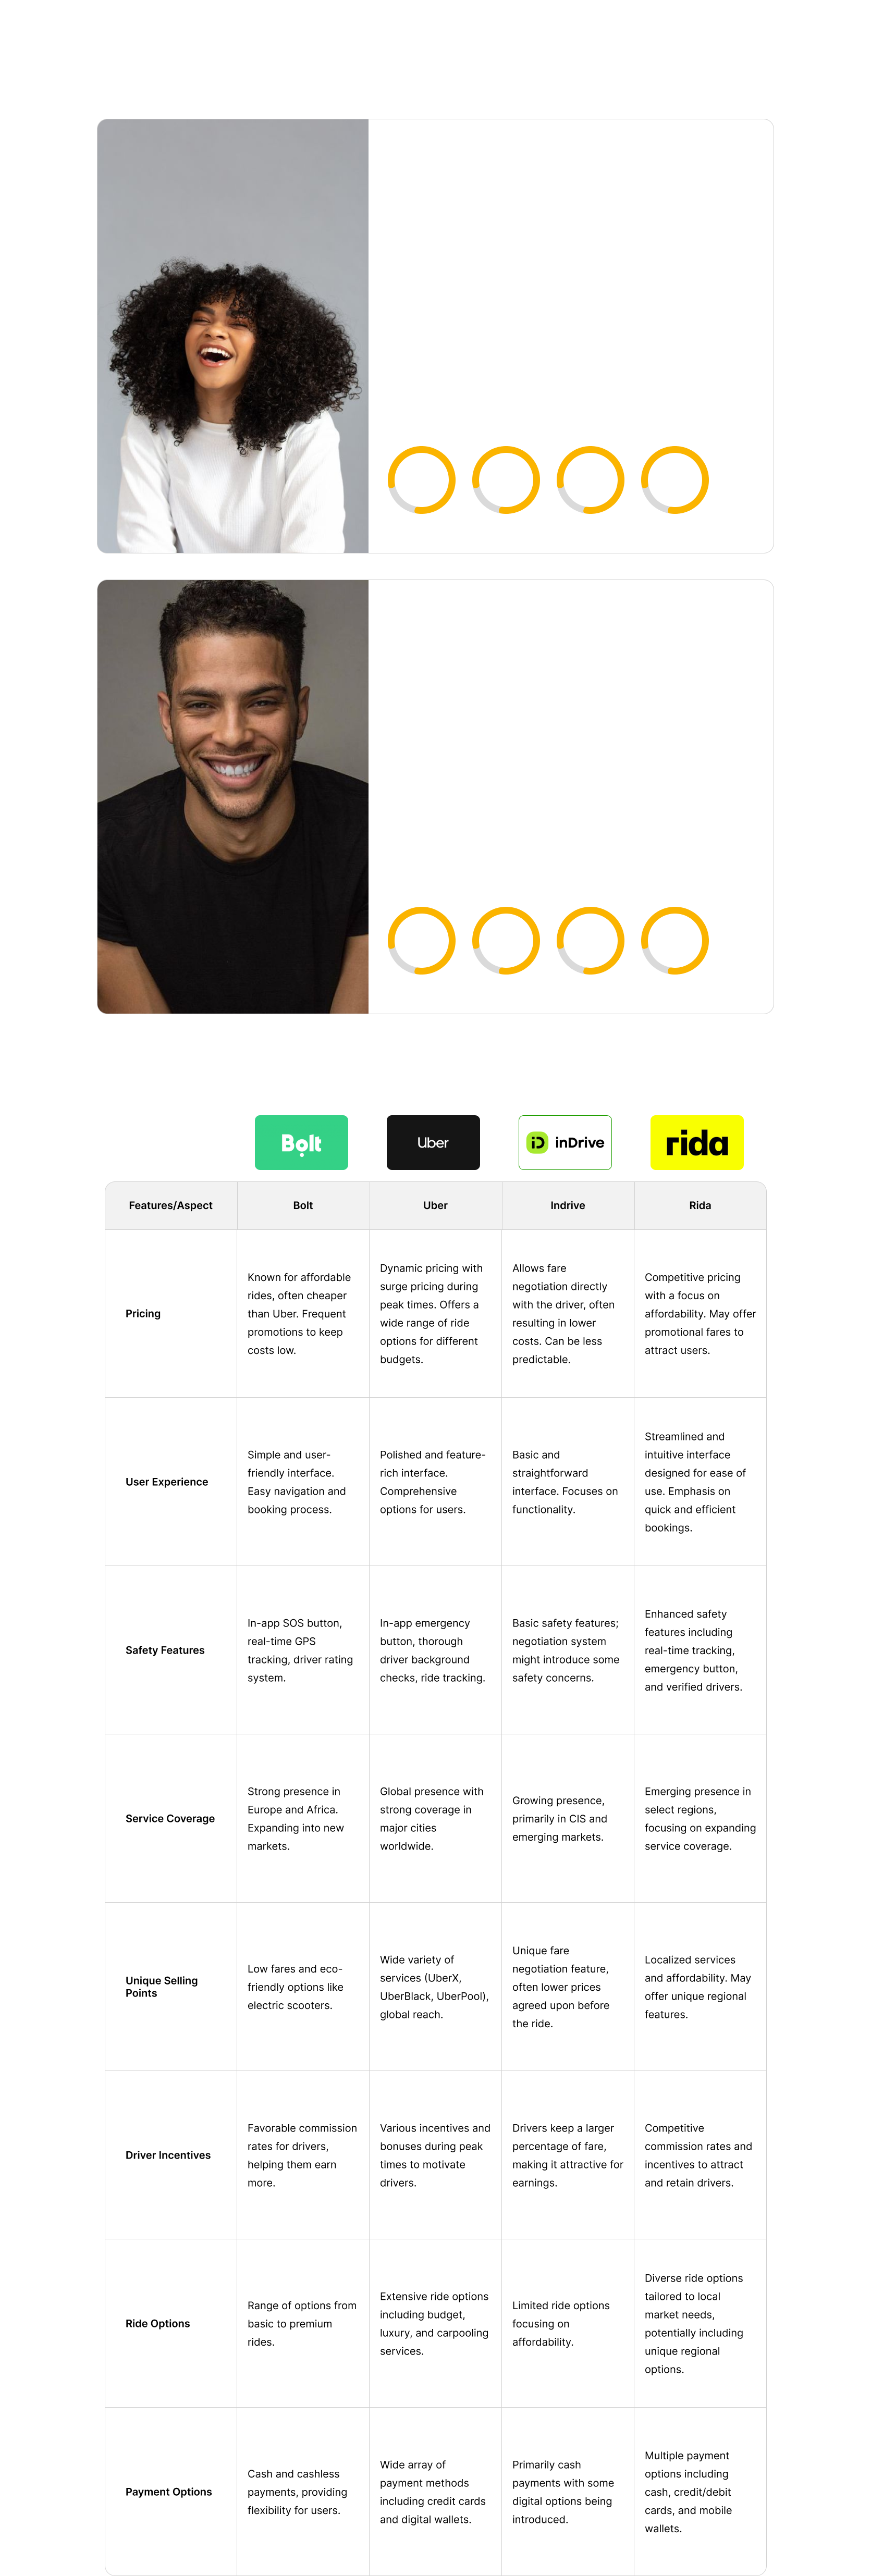 Bolt
Uber
iD inDrive
rida
Features/Aspect
Bolt
Uber
Indrive
Rida
Pricing
Known for affordable
rides, often cheaper
than Uber. Frequent
promotions to keep
costs low.
Dynamic pricing with
surge pricing during
peak times. Offers a
wide range of ride
options for different
budgets.
Allows fare
negotiation directly
with the driver, often
resulting in lower
costs. Can be less
predictable.
Competitive pricing
with a focus on
affordability. May offer
promotional fares to
attract users.
User Experience
Simple and user-
friendly interface.
Easy navigation and
booking process.
Polished and feature-
rich interface.
Comprehensive
options for users.
Basic and
straightforward
interface. Focuses on
functionality.
Streamlined and
intuitive interface
designed for ease of
use. Emphasis on
quick and efficient
bookings.
Safety Features
In-app SOS button,
real-time GPS
tracking, driver rating
system.
In-app emergency
button, thorough
driver background
checks, ride tracking.
Basic safety features;
negotiation system
might introduce some
safety concerns.
Enhanced safety
features including
real-time tracking,
emergency button,
and verified drivers.
Service Coverage
Strong presence in
Europe and Africa.
Expanding into new
markets.
Global presence with
strong coverage in
major cities
worldwide.
Growing presence,
primarily in CIS and
emerging markets.
Emerging presence in
select regions,
focusing on expanding
service coverage.
Unique Selling
Points
Low fares and eco-
friendly options like
electric scooters.
Wide variety of
services (UberX,
UberBlack, UberPool),
global reach.
Unique fare
negotiation feature,
often lower prices
agreed upon before
the ride.
Localized services
and affordability. May
offer unique regional
features.
Driver Incentives
Favorable commission
rates for drivers,
helping them earn
more.
Various incentives and
bonuses during peak
times to motivate
drivers.
Drivers keep a larger
percentage of fare,
making it attractive for
earnings.
Competitive
commission rates and
incentives to attract
and retain drivers.
Ride Options
Range of options from
basic to premium
rides.
Extensive ride options
including budget,
luxury, and carpooling
services.
Limited ride options
focusing on
affordability.
Diverse ride options
tailored to local
market needs,
potentially including
unique regional
options.
Payment Options
Cash and cashless
payments, providing
flexibility for users.
Wide array of
payment methods
including credit cards
and digital wallets.
Primarily cash
payments with some
digital options being
introduced.
Multiple payment
options including
cash, credit/debit
cards, and mobile
wallets.